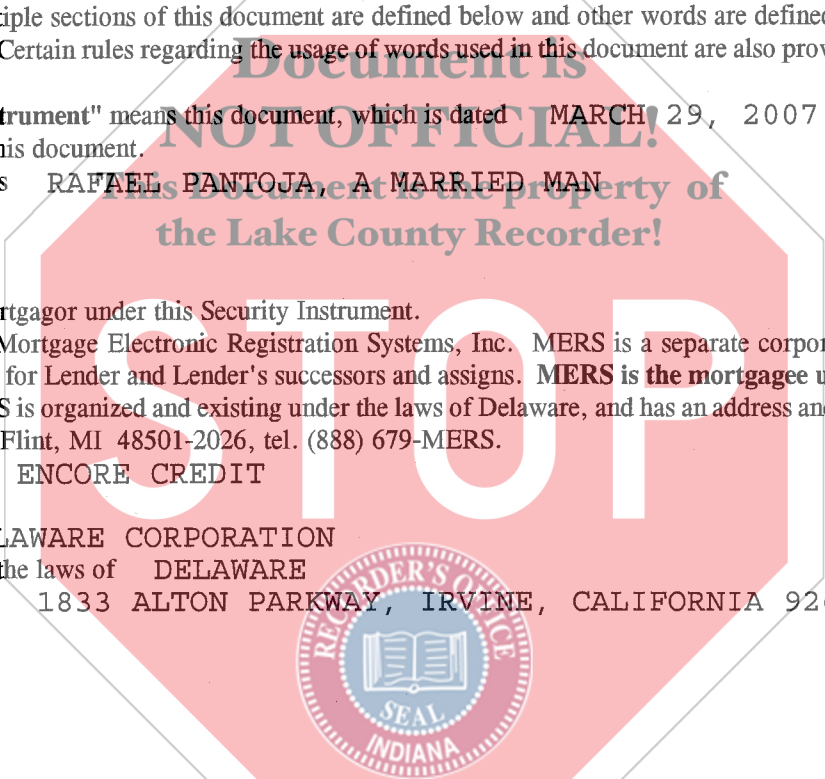 tiple sections of this document are defined below and other words are defined
Certain rules regarding the usage of words used in this document are also prov
Document is
trument" means this document, which is dated MARCH 29, 2007
NOT OFFICIAL!
his document.
s RAFAEL PANTOJA, A MARRIED MAN
This Document is the property of
the Lake County Recorder!
rtgagor under this Security Instrument.
Mortgage Electronic Registration Systems, Inc. MERS is a separate corpor
for Lender and Lender's successors and assigns. MERS is the mortgagee u
S is organized and existing under the laws of Delaware, and has an address an
Flint, MI 48501-2026, tel. (888) 679-MERS.
STOP
ENCORE CREDIT
LAWARE CORPORATION
the laws of DELAWARE
1833 ALTON PARKWAY, IRVINE, CALIFORNIA 92
RECORDER'S OFFICE
SEAL
INDIANA